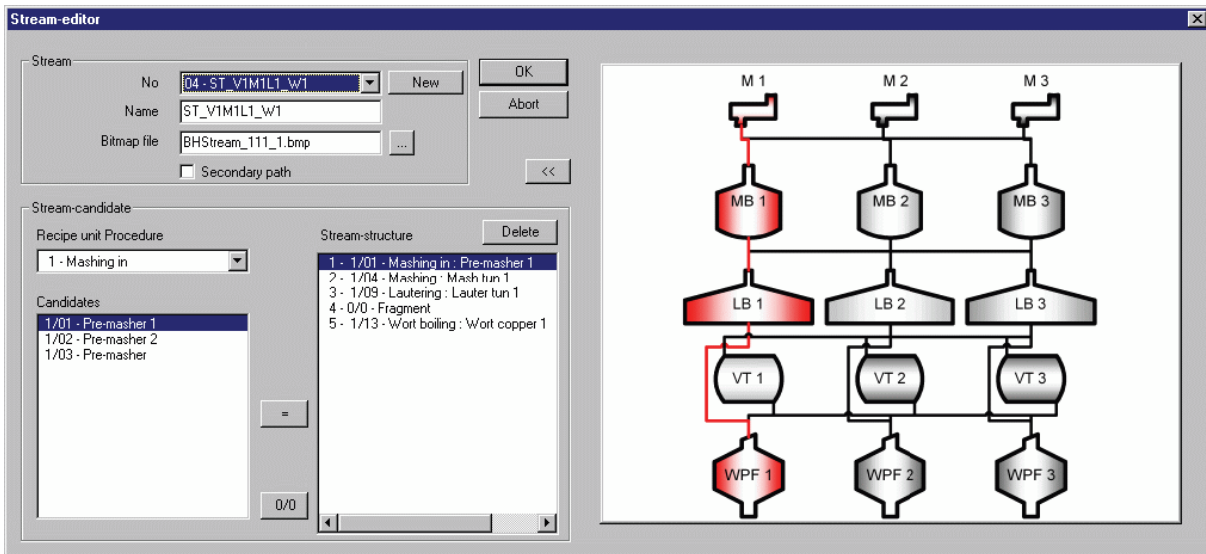 Stream-editor
Stream
No
04 - ST_V1M1L1_W1
New
OK
Name
ST_V1M1L1_W1
Abort
Bitmap file
BHStream_111_1.bmp
...
Secondary path
<<
Stream-candidate
Recipe unit Procedure
1 - Mashing in
Candidates
1/01 - Pre-masher 1
1/02 - Pre-masher 2
1/03 - Pre-masher
=
0/0
Stream-structure
Delete
1 - 1/01 - Mashing in : Pre-masher 1
2 - 1/04 - Mashing : Mash tun 1
3 - 1/09 - Lautering : Lauter tun 1
4 - 0/0 - Fragment
5 - 1/13 - Wort boiling : Wort copper 1
M 1 M 2 M 3
MB 1 MB 2 MB 3
LB 1 LB 2 LB 3
VT 1 VT 2 VT 3
WPF 1 WPF 2 WPF 3